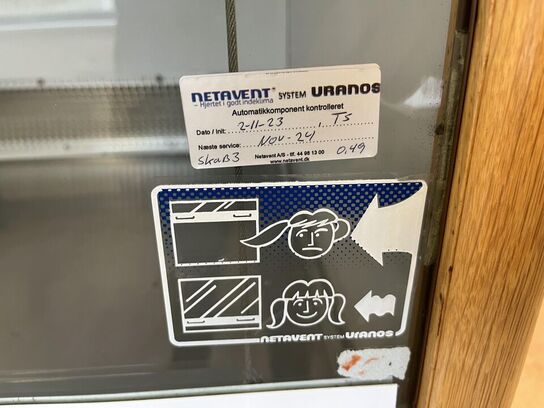 NETAVENT® SYSTEM URANOS
- Hjertet i godt indeklima
Automatikkomponent kontrolleret
Dato / Init: 2-11-23 , TS
Næste service: Nov - 24
Skab3 Netavent A/S - tlf. 44 98 13 00 0,49
www.netavent.dk
NETAVENT SYSTEM URANOS